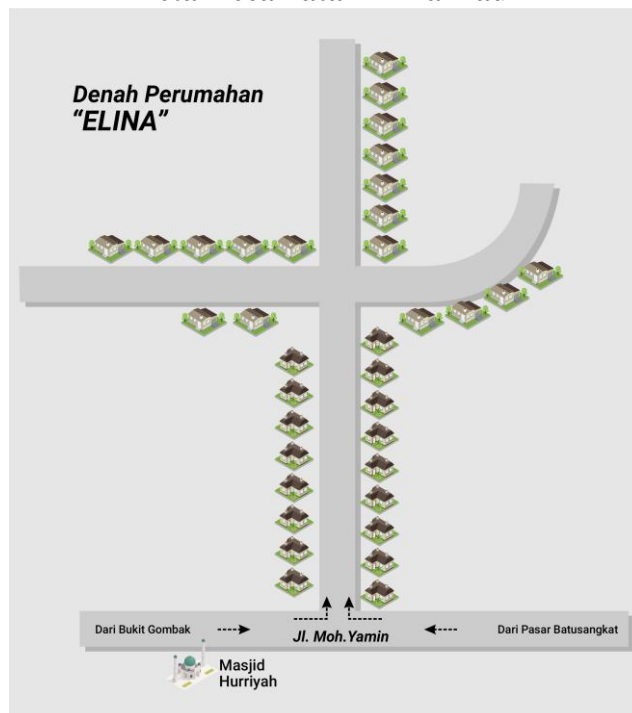 Denah Perumahan
"ELINA"
Dari Bukit Gombak
Jl. Moh.Yamin
Dari Pasar Batusangkat
Masjid
Hurriyah